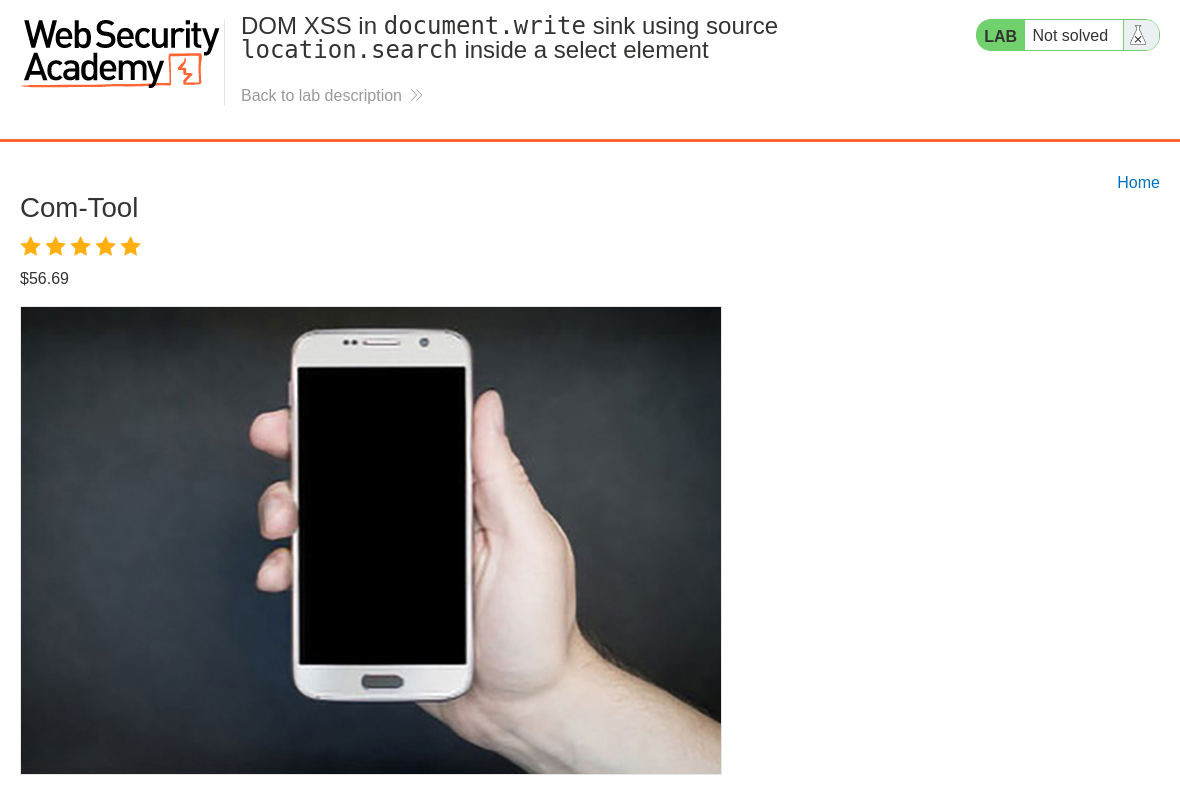 Web Security
Academy
DOM XSS in document.write sink using source
location.search inside a select element
Back to lab description
LAB Not solved
Home
Com-Tool
$56.69